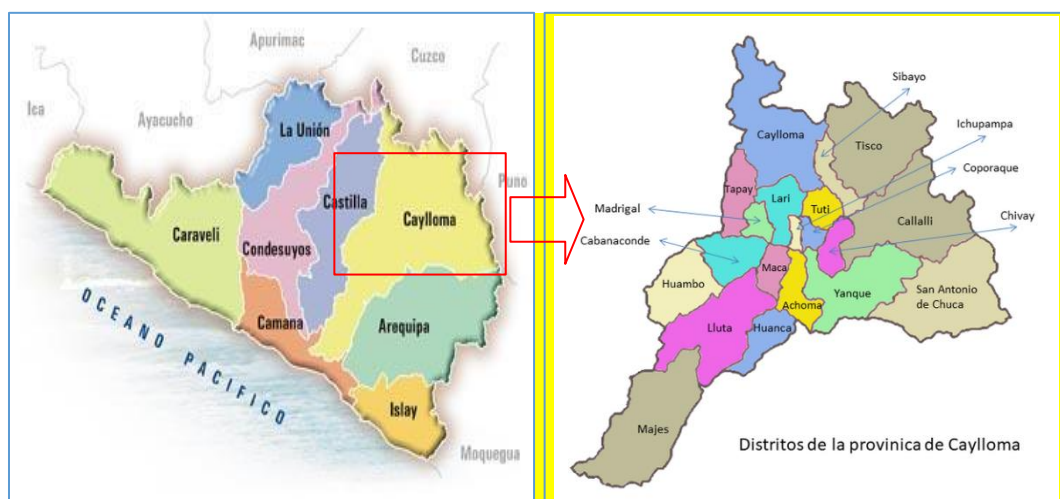 Apurimac
Cuzco
Ica
Ayacucho
La Unión
Puno
Castilla
Caylloma
Caraveli
Condesuyos
Camana
Arequipa
OCEANO PACIFICO
Islay
Moquegua
Sibayo
Ichupampa
Caylloma
Tisco
Coporaque
Tapay
Lari
Tuti
Madrigal
Chivay
Callalli
Cabanaconde
Maca
Huambo
Yanque
San Antonio
de Chuca
Achoma
Lluta
Huanca
Majes
Distritos de la provinica de Caylloma